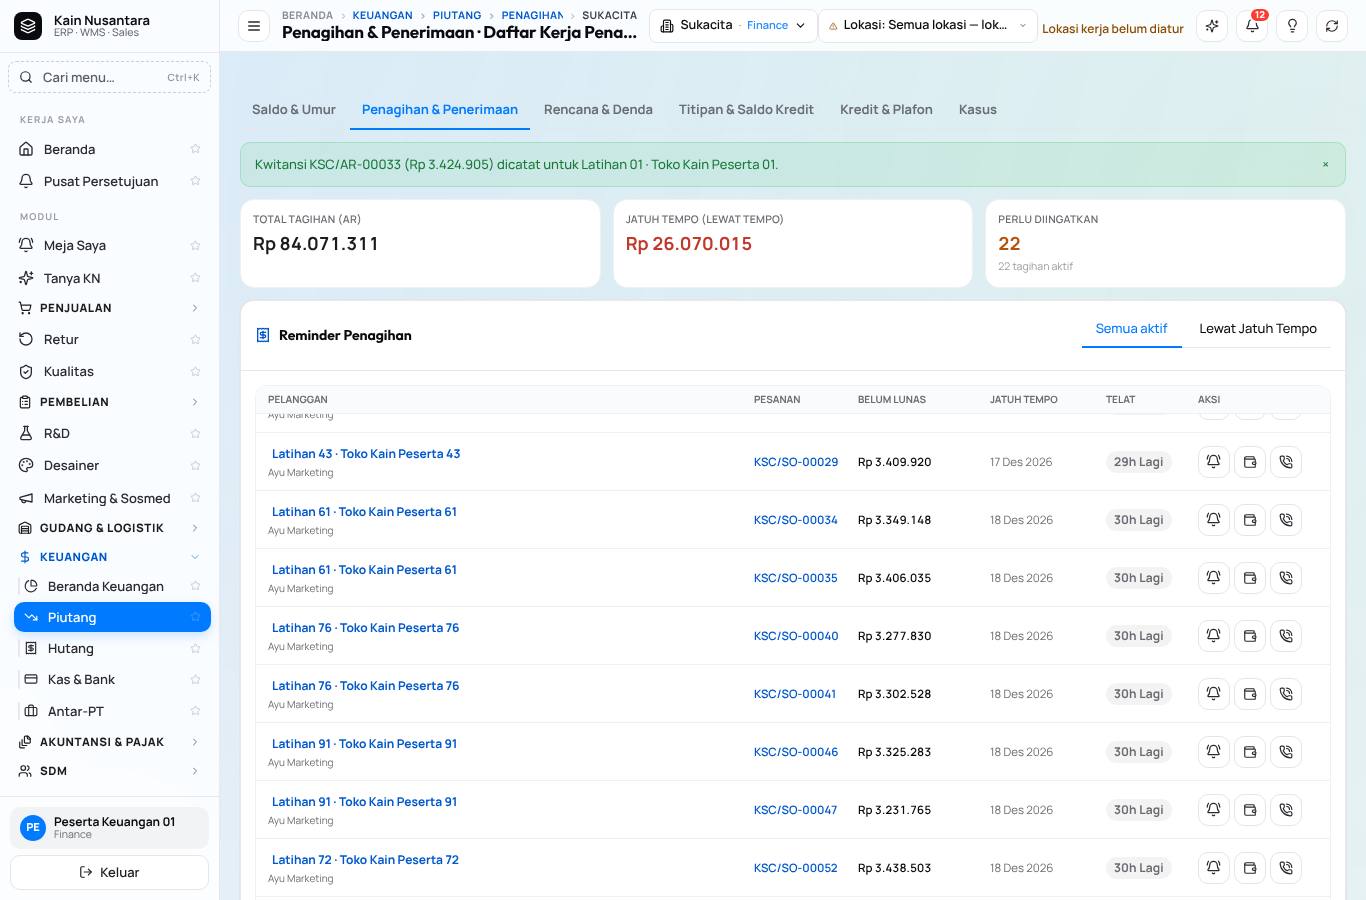 Kain Nusantara
ERP · WMS · Sales
Cari menu...
Ctrl+K
KERJA SAYA
Beranda
Pusat Persetujuan
MODUL
Meja Saya
Tanya KN
PENJUALAN
Retur
Kualitas
PEMBELIAN
R&D
Desainer
Marketing & Sosmed
GUDANG & LOGISTIK
KEUANGAN
Beranda Keuangan
Piutang
Hutang
Kas & Bank
Antar-PT
AKUNTANSI & PAJAK
SDM
PE
Peserta Keuangan 01
Finance
Keluar
BERANDA > KEUANGAN > PIUTANG > PENAGIHAN > SUKACITA
Penagihan & Penerimaan · Daftar Kerja Pena...
Sukacita · Finance
Lokasi: Semua lokasi — lok...
Lokasi kerja belum diatur
12
Saldo & Umur
Penagihan & Penerimaan
Rencana & Denda
Titipan & Saldo Kredit
Kredit & Plafon
Kasus
Kwitansi KSC/AR-00033 (Rp 3.424.905) dicatat untuk Latihan 01 · Toko Kain Peserta 01.
×
TOTAL TAGIHAN (AR)
Rp 84.071.311
JATUH TEMPO (LEWAT TEMPO)
Rp 26.070.015
PERLU DIINGATKAN
22
22 tagihan aktif
Reminder Penagihan
Semua aktif
Lewat Jatuh Tempo
PELANGGAN PESANAN BELUM LUNAS JATUH TEMPO TELAT AKSI
Ayu Marketing
Latihan 43 · Toko Kain Peserta 43
Ayu Marketing
KSC/SO-00029 Rp 3.409.920 17 Des 2026 29h Lagi
Latihan 61 · Toko Kain Peserta 61
Ayu Marketing
KSC/SO-00034 Rp 3.349.148 18 Des 2026 30h Lagi
Latihan 61 · Toko Kain Peserta 61
Ayu Marketing
KSC/SO-00035 Rp 3.406.035 18 Des 2026 30h Lagi
Latihan 76 · Toko Kain Peserta 76
Ayu Marketing
KSC/SO-00040 Rp 3.277.830 18 Des 2026 30h Lagi
Latihan 76 · Toko Kain Peserta 76
Ayu Marketing
KSC/SO-00041 Rp 3.302.528 18 Des 2026 30h Lagi
Latihan 91 · Toko Kain Peserta 91
Ayu Marketing
KSC/SO-00046 Rp 3.325.283 18 Des 2026 30h Lagi
Latihan 91 · Toko Kain Peserta 91
Ayu Marketing
KSC/SO-00047 Rp 3.231.765 18 Des 2026 30h Lagi
Latihan 72 · Toko Kain Peserta 72
Ayu Marketing
KSC/SO-00052 Rp 3.438.503 18 Des 2026 30h Lagi